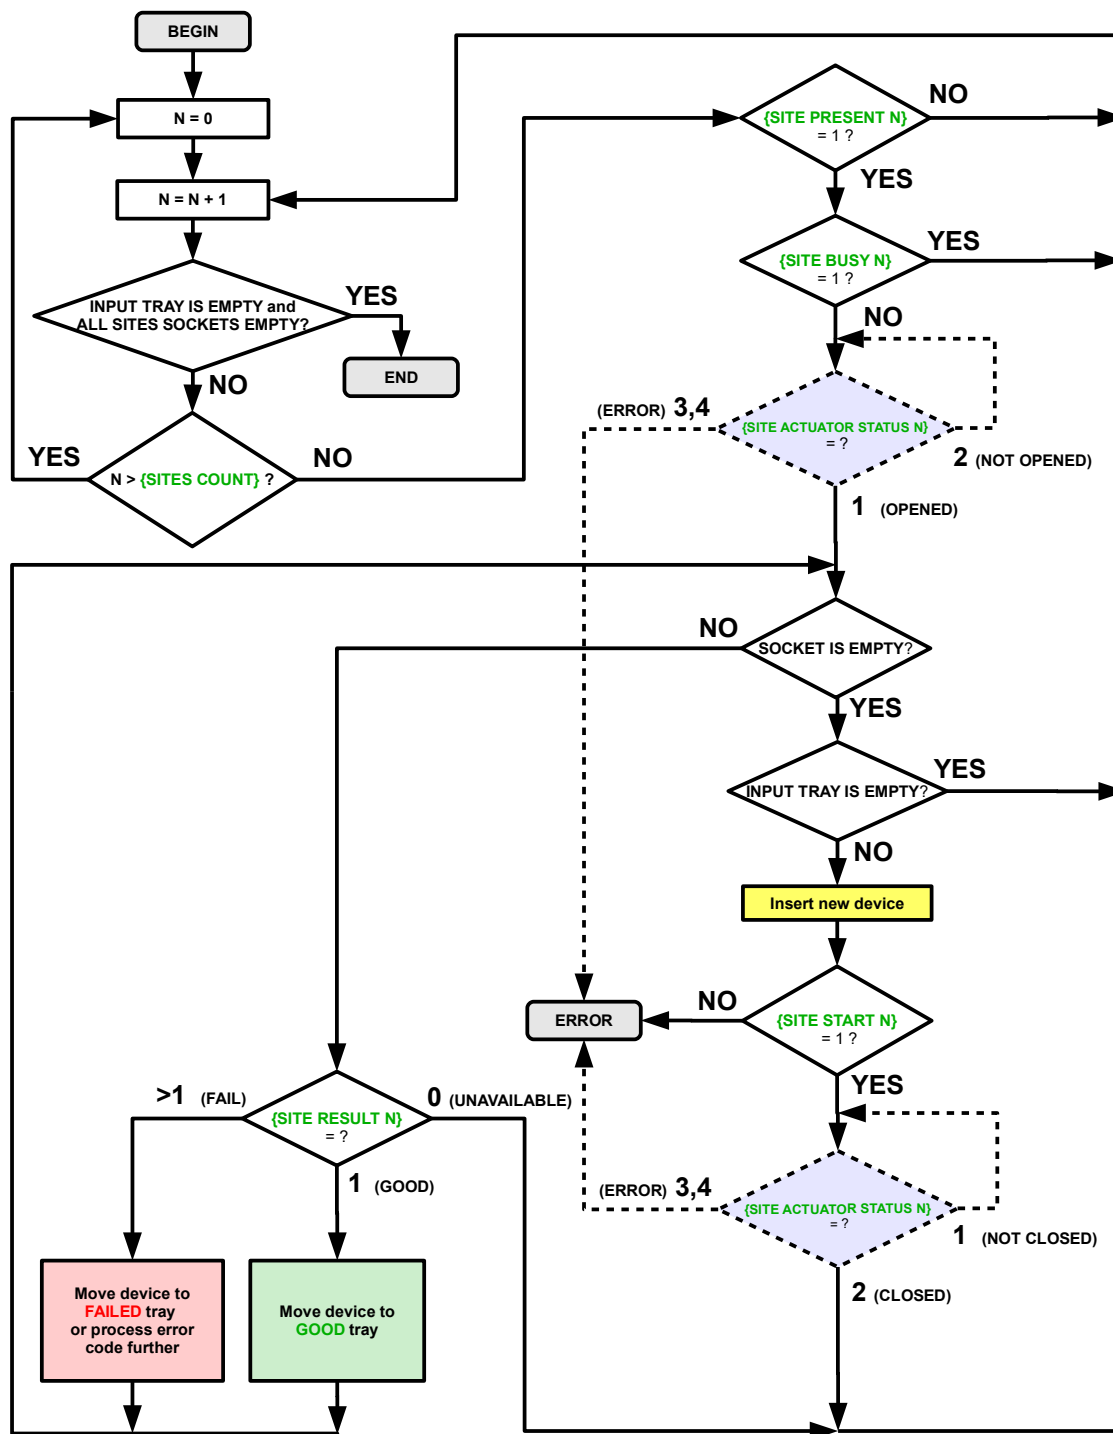 BEGIN
N = 0
N = N + 1
INPUT TRAY IS EMPTY and
ALL SITES SOCKETS EMPTY?
YES
END
NO
N > {SITES COUNT} ?
YES
NO
{SITE PRESENT N}
= 1 ?
NO
YES
{SITE BUSY N}
= 1 ?
YES
NO
{SITE ACTUATOR STATUS N}
= ?
(ERROR) 3,4
2 (NOT OPENED)
1 (OPENED)
SOCKET IS EMPTY?
NO
YES
INPUT TRAY IS EMPTY?
YES
NO
Insert new device
{SITE START N}
= 1 ?
NO
ERROR
YES
{SITE ACTUATOR STATUS N}
= ?
(ERROR) 3,4
1 (NOT CLOSED)
2 (CLOSED)
{SITE RESULT N}
= ?
>1 (FAIL)
0 (UNAVAILABLE)
1 (GOOD)
Move device to
FAILED tray
or process error
code further
Move device to
GOOD tray